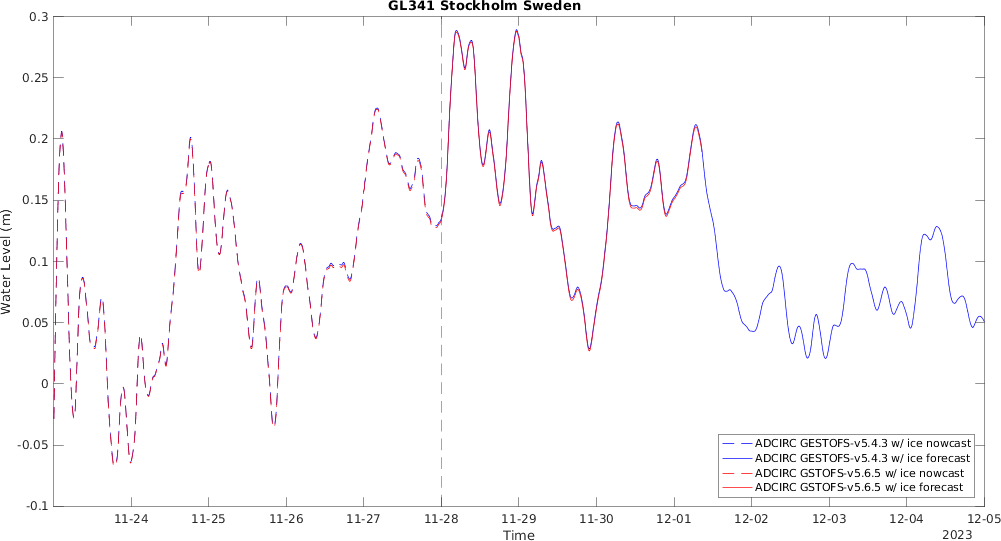 GL341 Stockholm Sweden
0.3
0.25
0.2
0.15
0.1
0.05
0
-0.05
-0.1
Water Level (m)
ADCIRC GESTOFS-v5.4.3 w/ ice nowcast
ADCIRC GESTOFS-v5.4.3 w/ ice forecast
ADCIRC GSTOFS-v5.6.5 w/ ice nowcast
ADCIRC GSTOFS-v5.6.5 w/ ice forecast
11-24 11-25 11-26 11-27 11-28 11-29 11-30 12-01 12-02 12-03 12-04 12-05
Time
2023